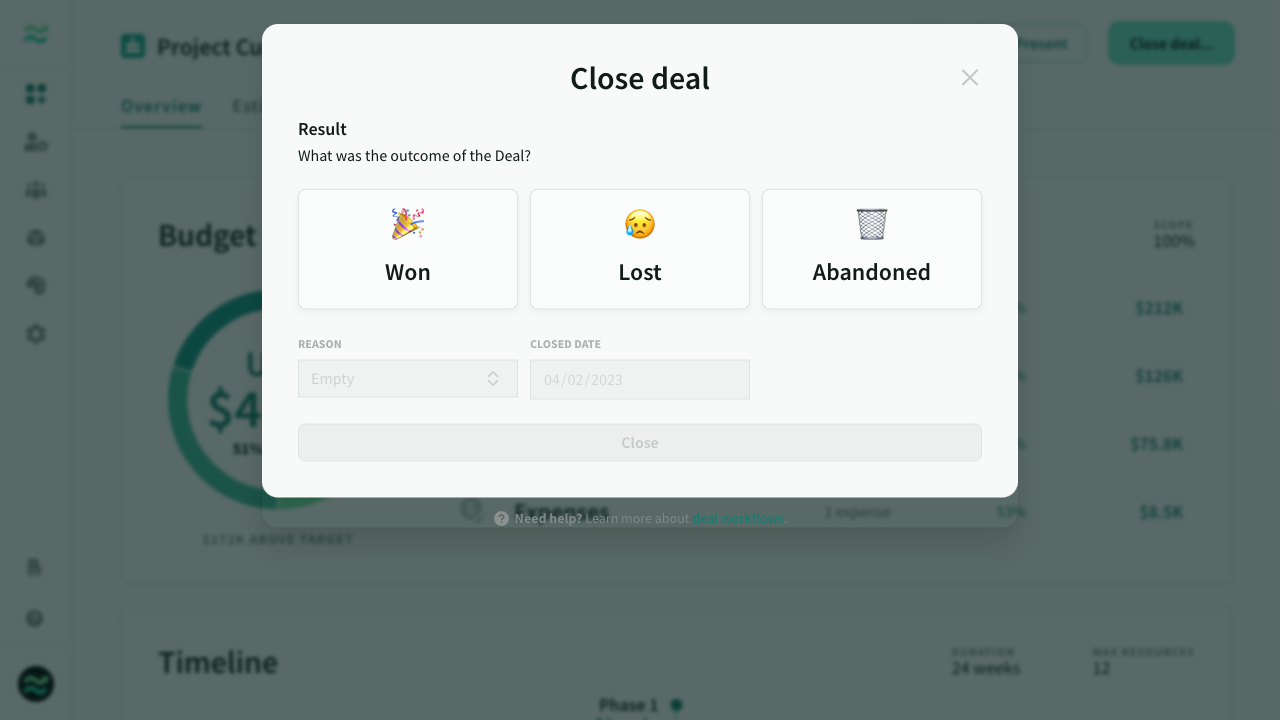 Project Cu
Present
Close deal...
Overview
Est
Close deal
Result
What was the outcome of the Deal?
Won
Lost
Abandoned
REASON
CLOSED DATE
Empty
04/02/2023
Close
Need help? Learn more about deal workflows.
Budget
SCOPE
100%
$212K
$126K
$75.8K
$4
51%
Expenses
1 expense
53%
$8.5K
$172K ABOVE TARGET
Timeline
DURATION
24 weeks
MAX RESOURCES
12
Phase 1